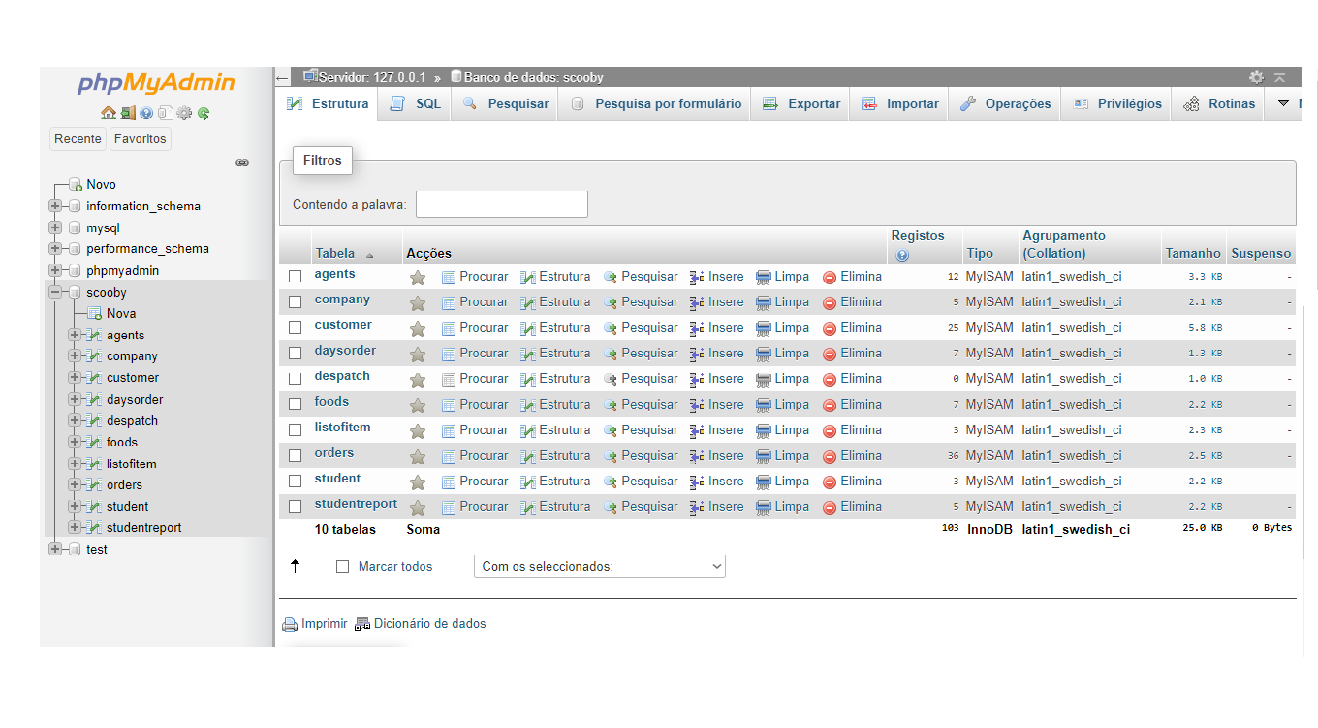 phpMyAdmin
Recente Favoritos
Novo
information_schema
mysql
performance_schema
phpmyadmin
scooby
Nova
agents
company
customer
daysorder
despatch
foods
listofitem
orders
student
studentreport
test
Servidor: 127.0.0.1 » Banco de dados: scooby
Estrutura SQL Pesquisar Pesquisa por formulário Exportar Importar Operações Privilégios Rotinas
Filtros
Contendo a palavra:
Tabela Acções Registos Tipo Agrupamento (Collation) Tamanho Suspenso
agents Procurar Estrutura Pesquisar Insere Limpa Elimina 12 MyISAM latin1_swedish_ci 3.3 KB -
company Procurar Estrutura Pesquisar Insere Limpa Elimina 5 MyISAM latin1_swedish_ci 2.1 KB -
customer Procurar Estrutura Pesquisar Insere Limpa Elimina 25 MyISAM latin1_swedish_ci 5.8 KB -
daysorder Procurar Estrutura Pesquisar Insere Limpa Elimina 7 MyISAM latin1_swedish_ci 1.3 KB -
despatch Procurar Estrutura Pesquisar Insere Limpa Elimina 0 MyISAM latin1_swedish_ci 1.0 KB -
foods Procurar Estrutura Pesquisar Insere Limpa Elimina 7 MyISAM latin1_swedish_ci 2.2 KB -
listofitem Procurar Estrutura Pesquisar Insere Limpa Elimina 3 MyISAM latin1_swedish_ci 2.3 KB -
orders Procurar Estrutura Pesquisar Insere Limpa Elimina 36 MyISAM latin1_swedish_ci 2.5 KB -
student Procurar Estrutura Pesquisar Insere Limpa Elimina 3 MyISAM latin1_swedish_ci 2.2 KB -
studentreport Procurar Estrutura Pesquisar Insere Limpa Elimina 5 MyISAM latin1_swedish_ci 2.2 KB -
10 tabelas Soma 103 InnoDB latin1_swedish_ci 25.0 KB 0 Bytes
Marcar todos Com os seleccionados:
Imprimir Dicionário de dados